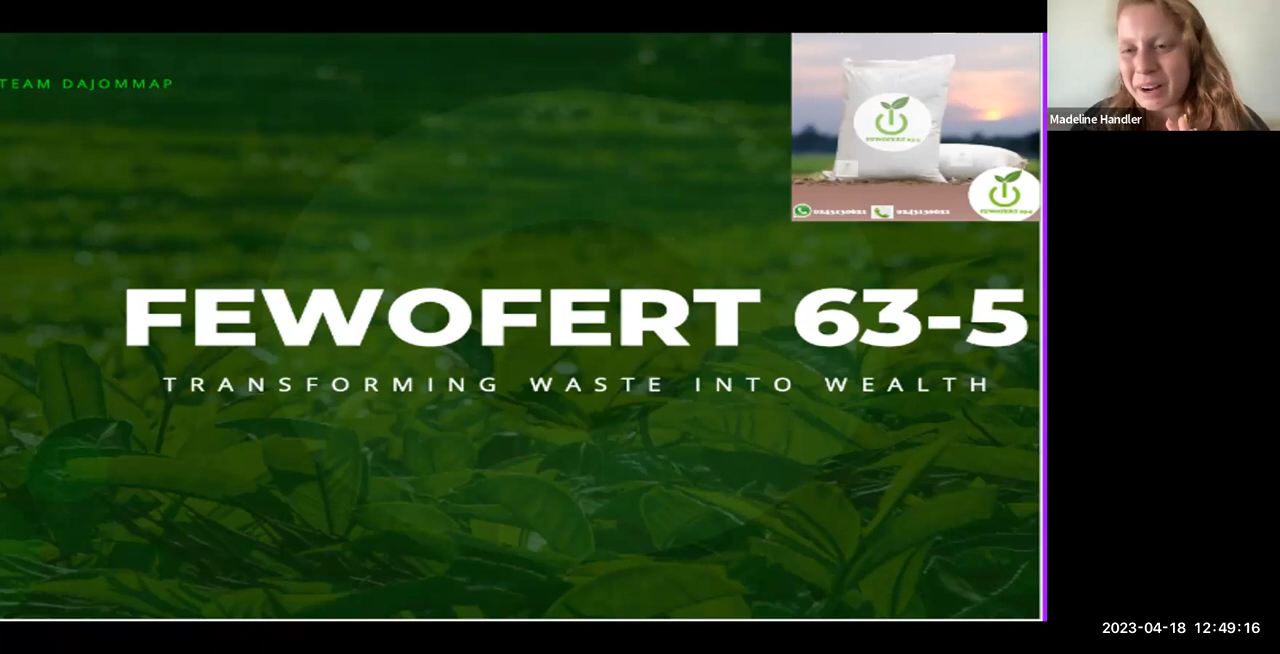 TEAM DAJOMMAP
FEWOFERT 63-5
TRANSFORMING WASTE INTO WEALTH
Madeline Handler
2023-04-18 12:49:16